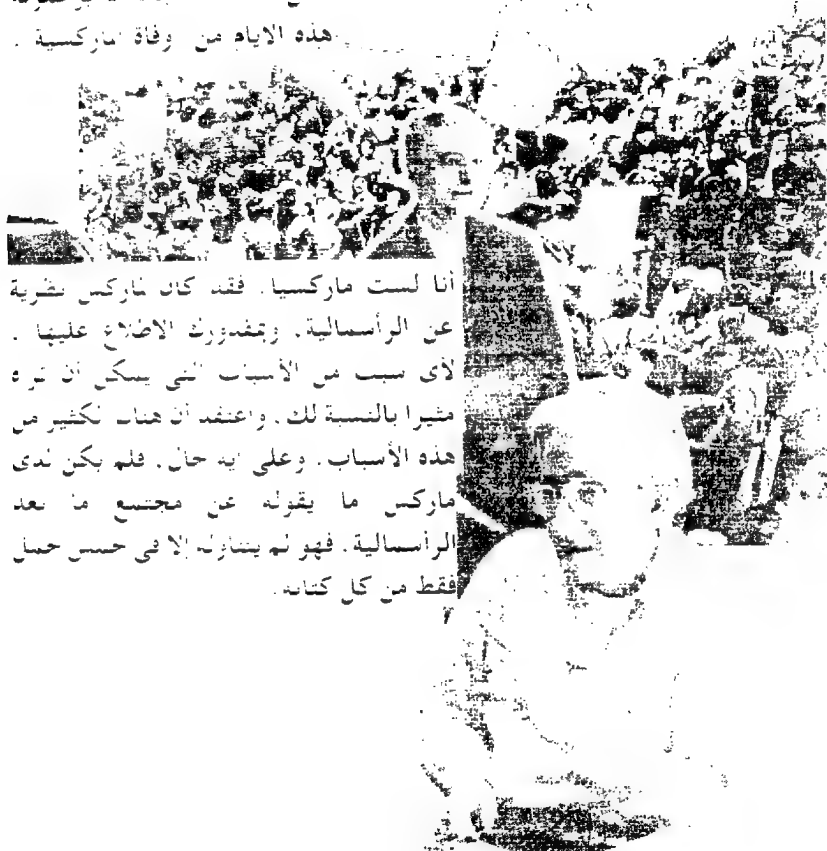 هذه الايام من وفاة الماركسية .
أنا لست ماركسيا. فقد كان لماركس نظرية
عن الرأسمالية. وبمقدورك الاطلاع عليها .
لأى سبب من الأسباب التى يمكن أن تراه
مثيرا بالنسبة لك. واعتقد أن هناك الكثير من
هذه الأسباب. وعلى أية حال. فلم يكن لدى
ماركس ما يقوله عن مجتمع ما بعد
الرأسمالية. فهو لم يتناوله إلا فى خمس جمل
فقط من كل كتاباته.